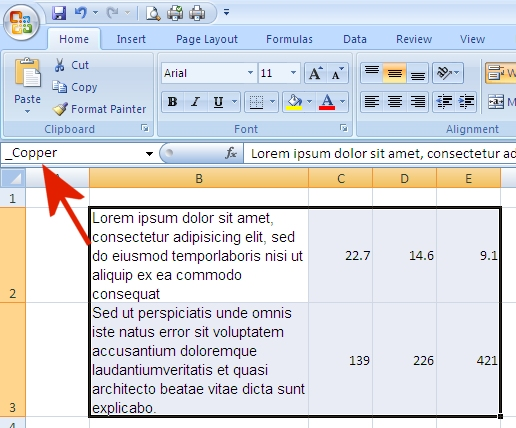 Home Insert Page Layout Formulas Data Review View
Cut
Copy
Format Painter
Paste
Arial 11 A A
B I U A
Clipboard Font Alignment
_Copper fx Lorem ipsum dolor sit amet, consectetur ad
A B C D E
1
Lorem ipsum dolor sit amet,
consectetur adipisicing elit, sed
do eiusmod temporlaboris nisi ut
aliquip ex ea commodo
consequat
22.7 14.6 9.1
2
Sed ut perspiciatis unde omnis
iste natus error sit voluptatem
accusantium doloremque
laudantiumveritatis et quasi
architecto beatae vitae dicta sunt
explicabo.
139 226 421
3